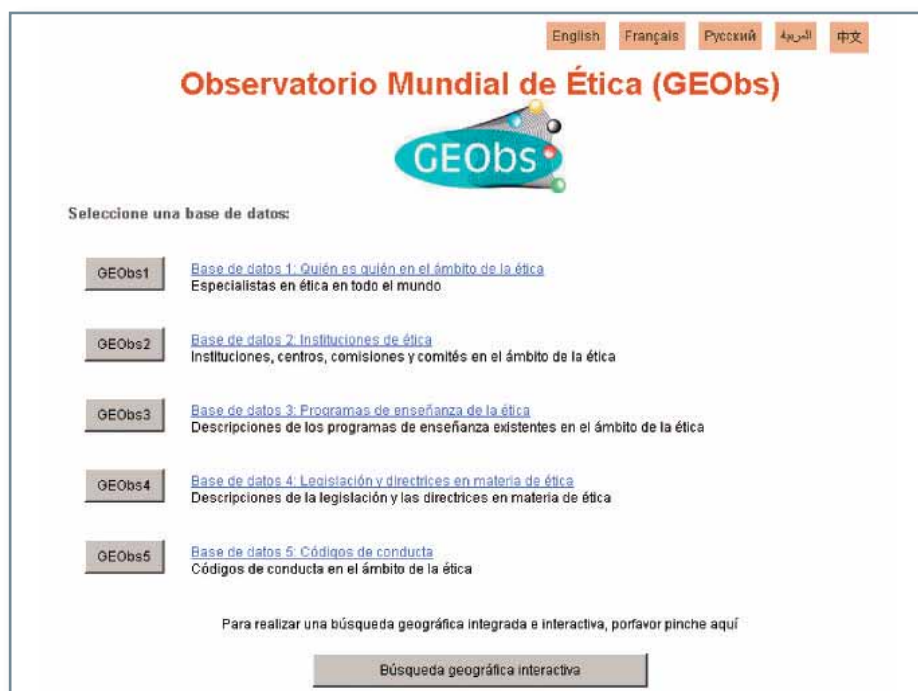 English Français Русский العربية 中文
Observatorio Mundial de Ética (GEObs)
GEObs
Seleccione una base de datos:
GEObs1 Base de datos 1: Quién es quién en el ámbito de la ética
Especialistas en ética en todo el mundo
GEObs2 Base de datos 2: Instituciones de ética
Instituciones, centros, comisiones y comités en el ámbito de la ética
GEObs3 Base de datos 3: Programas de enseñanza de la ética
Descripciones de los programas de enseñanza existentes en el ámbito de la ética
GEObs4 Base de datos 4: Legislación y directrices en materia de ética
Descripciones de la legislación y las directrices en materia de ética
GEObs5 Base de datos 5: Códigos de conducta
Códigos de conducta en el ámbito de la ética
Para realizar una búsqueda geográfica integrada e interactiva, porfavor pinche aquí
Búsqueda geográfica interactiva